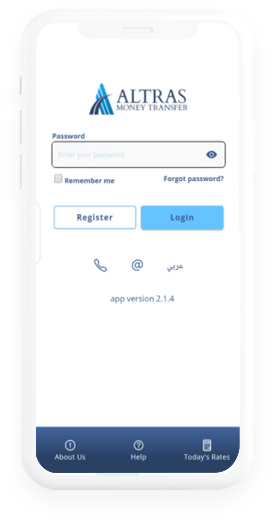 ALTRAS
MONEY TRANSFER
Password
Enter your password
Remember me
Forgot password?
Register
Login
@
عربي
app version 2.1.4
About Us
Help
Today's Rates